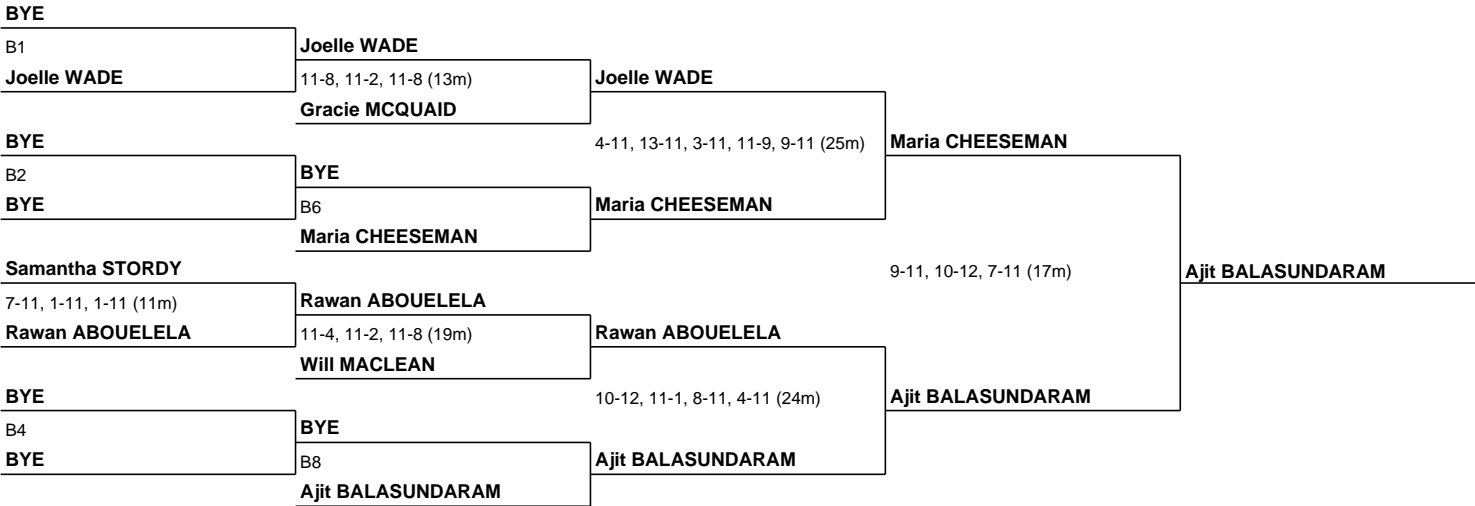 BYE
B1
Joelle WADE
Joelle WADE
11-8, 11-2, 11-8 (13m)
Gracie MCQUAID
Joelle WADE
BYE
B2
BYE
BYE
B6
Maria CHEESEMAN
4-11, 13-11, 3-11, 11-9, 9-11 (25m)
Maria CHEESEMAN
Maria CHEESEMAN
Samantha STORDY
7-11, 1-11, 1-11 (11m)
Rawan ABOUELELA
Rawan ABOUELELA
11-4, 11-2, 11-8 (19m)
Will MACLEAN
Rawan ABOUELELA
BYE
B4
BYE
BYE
B8
Ajit BALASUNDARAM
10-12, 11-1, 8-11, 4-11 (24m)
Ajit BALASUNDARAM
Ajit BALASUNDARAM
9-11, 10-12, 7-11 (17m)
Ajit BALASUNDARAM